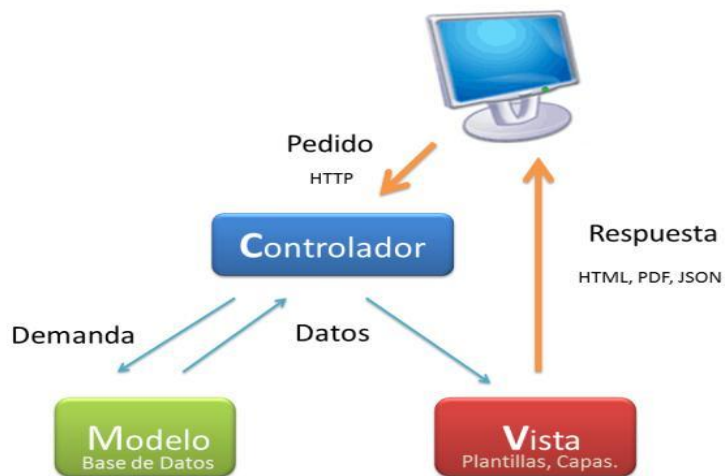 Pedido
HTTP
Controlador
Respuesta
HTML, PDF, JSON
Demanda
Datos
Modelo
Base de Datos
Vista
Plantillas, Capas.